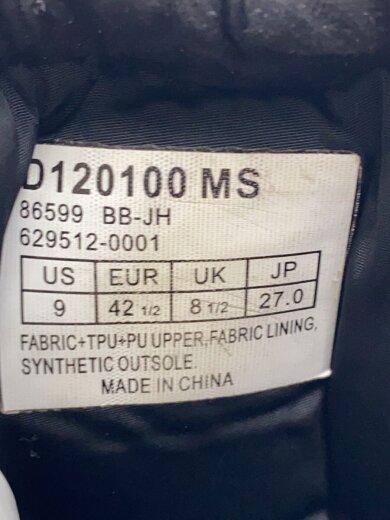 D120100 MS
86599 BB-JH
629512-0001
US EUR UK JP
9 42 1/2 8 1/2 27.0
FABRIC+TPU+PU UPPER,FABRIC LINING,
SYNTHETIC OUTSOLE.
MADE IN CHINA